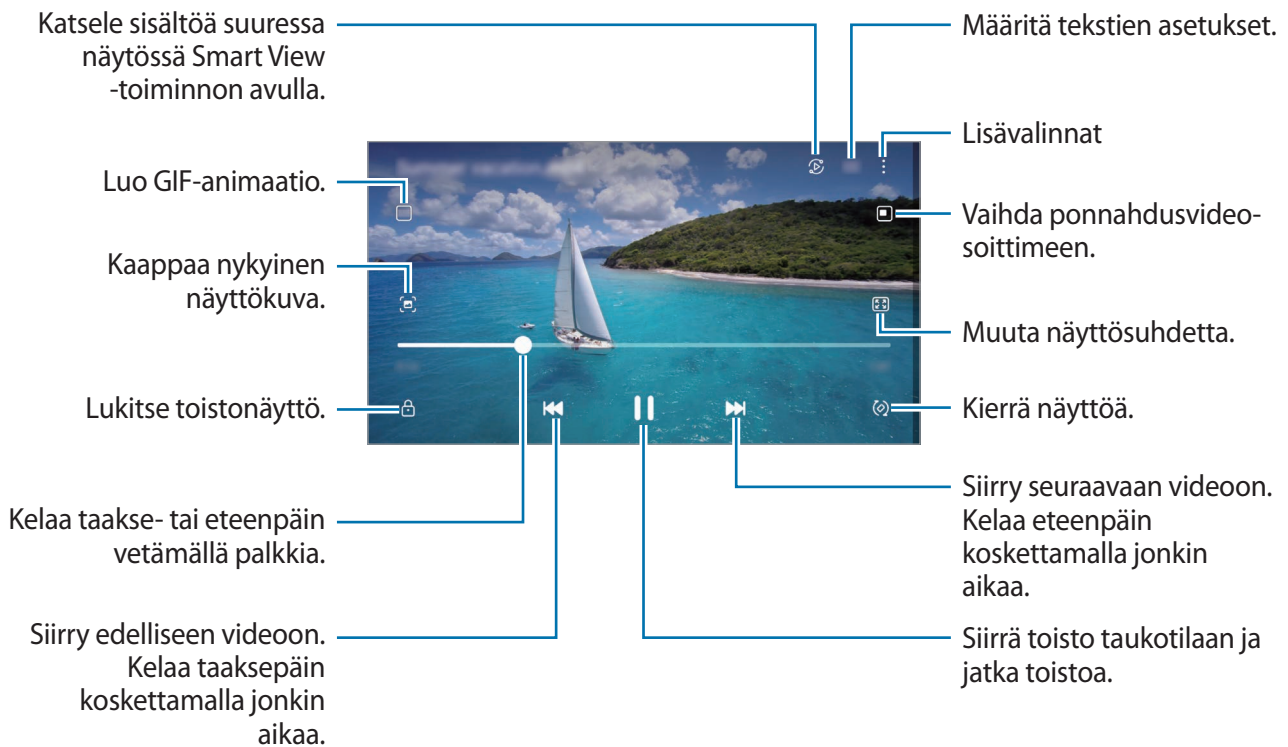 Katsele sisältöä suuressa
näytössä Smart View
-toiminnon avulla.
Määritä tekstien asetukset.
Lisävalinnat
Luo GIF-animaatio.
Vaihda ponnahdusvideo-
soittimeen.
Kaappaa nykyinen
näyttökuva.
Muuta näyttösuhdetta.
Lukitse toistonäyttö.
Kierrä näyttöä.
Kelaa taakse- tai eteenpäin
vetämällä palkkia.
Siirry seuraavaan videoon.
Kelaa eteenpäin
koskettamalla jonkin
aikaa.
Siirry edelliseen videoon.
Kelaa taaksepäin
koskettamalla jonkin
aikaa.
Siirrä toisto taukotilaan ja
jatka toistoa.